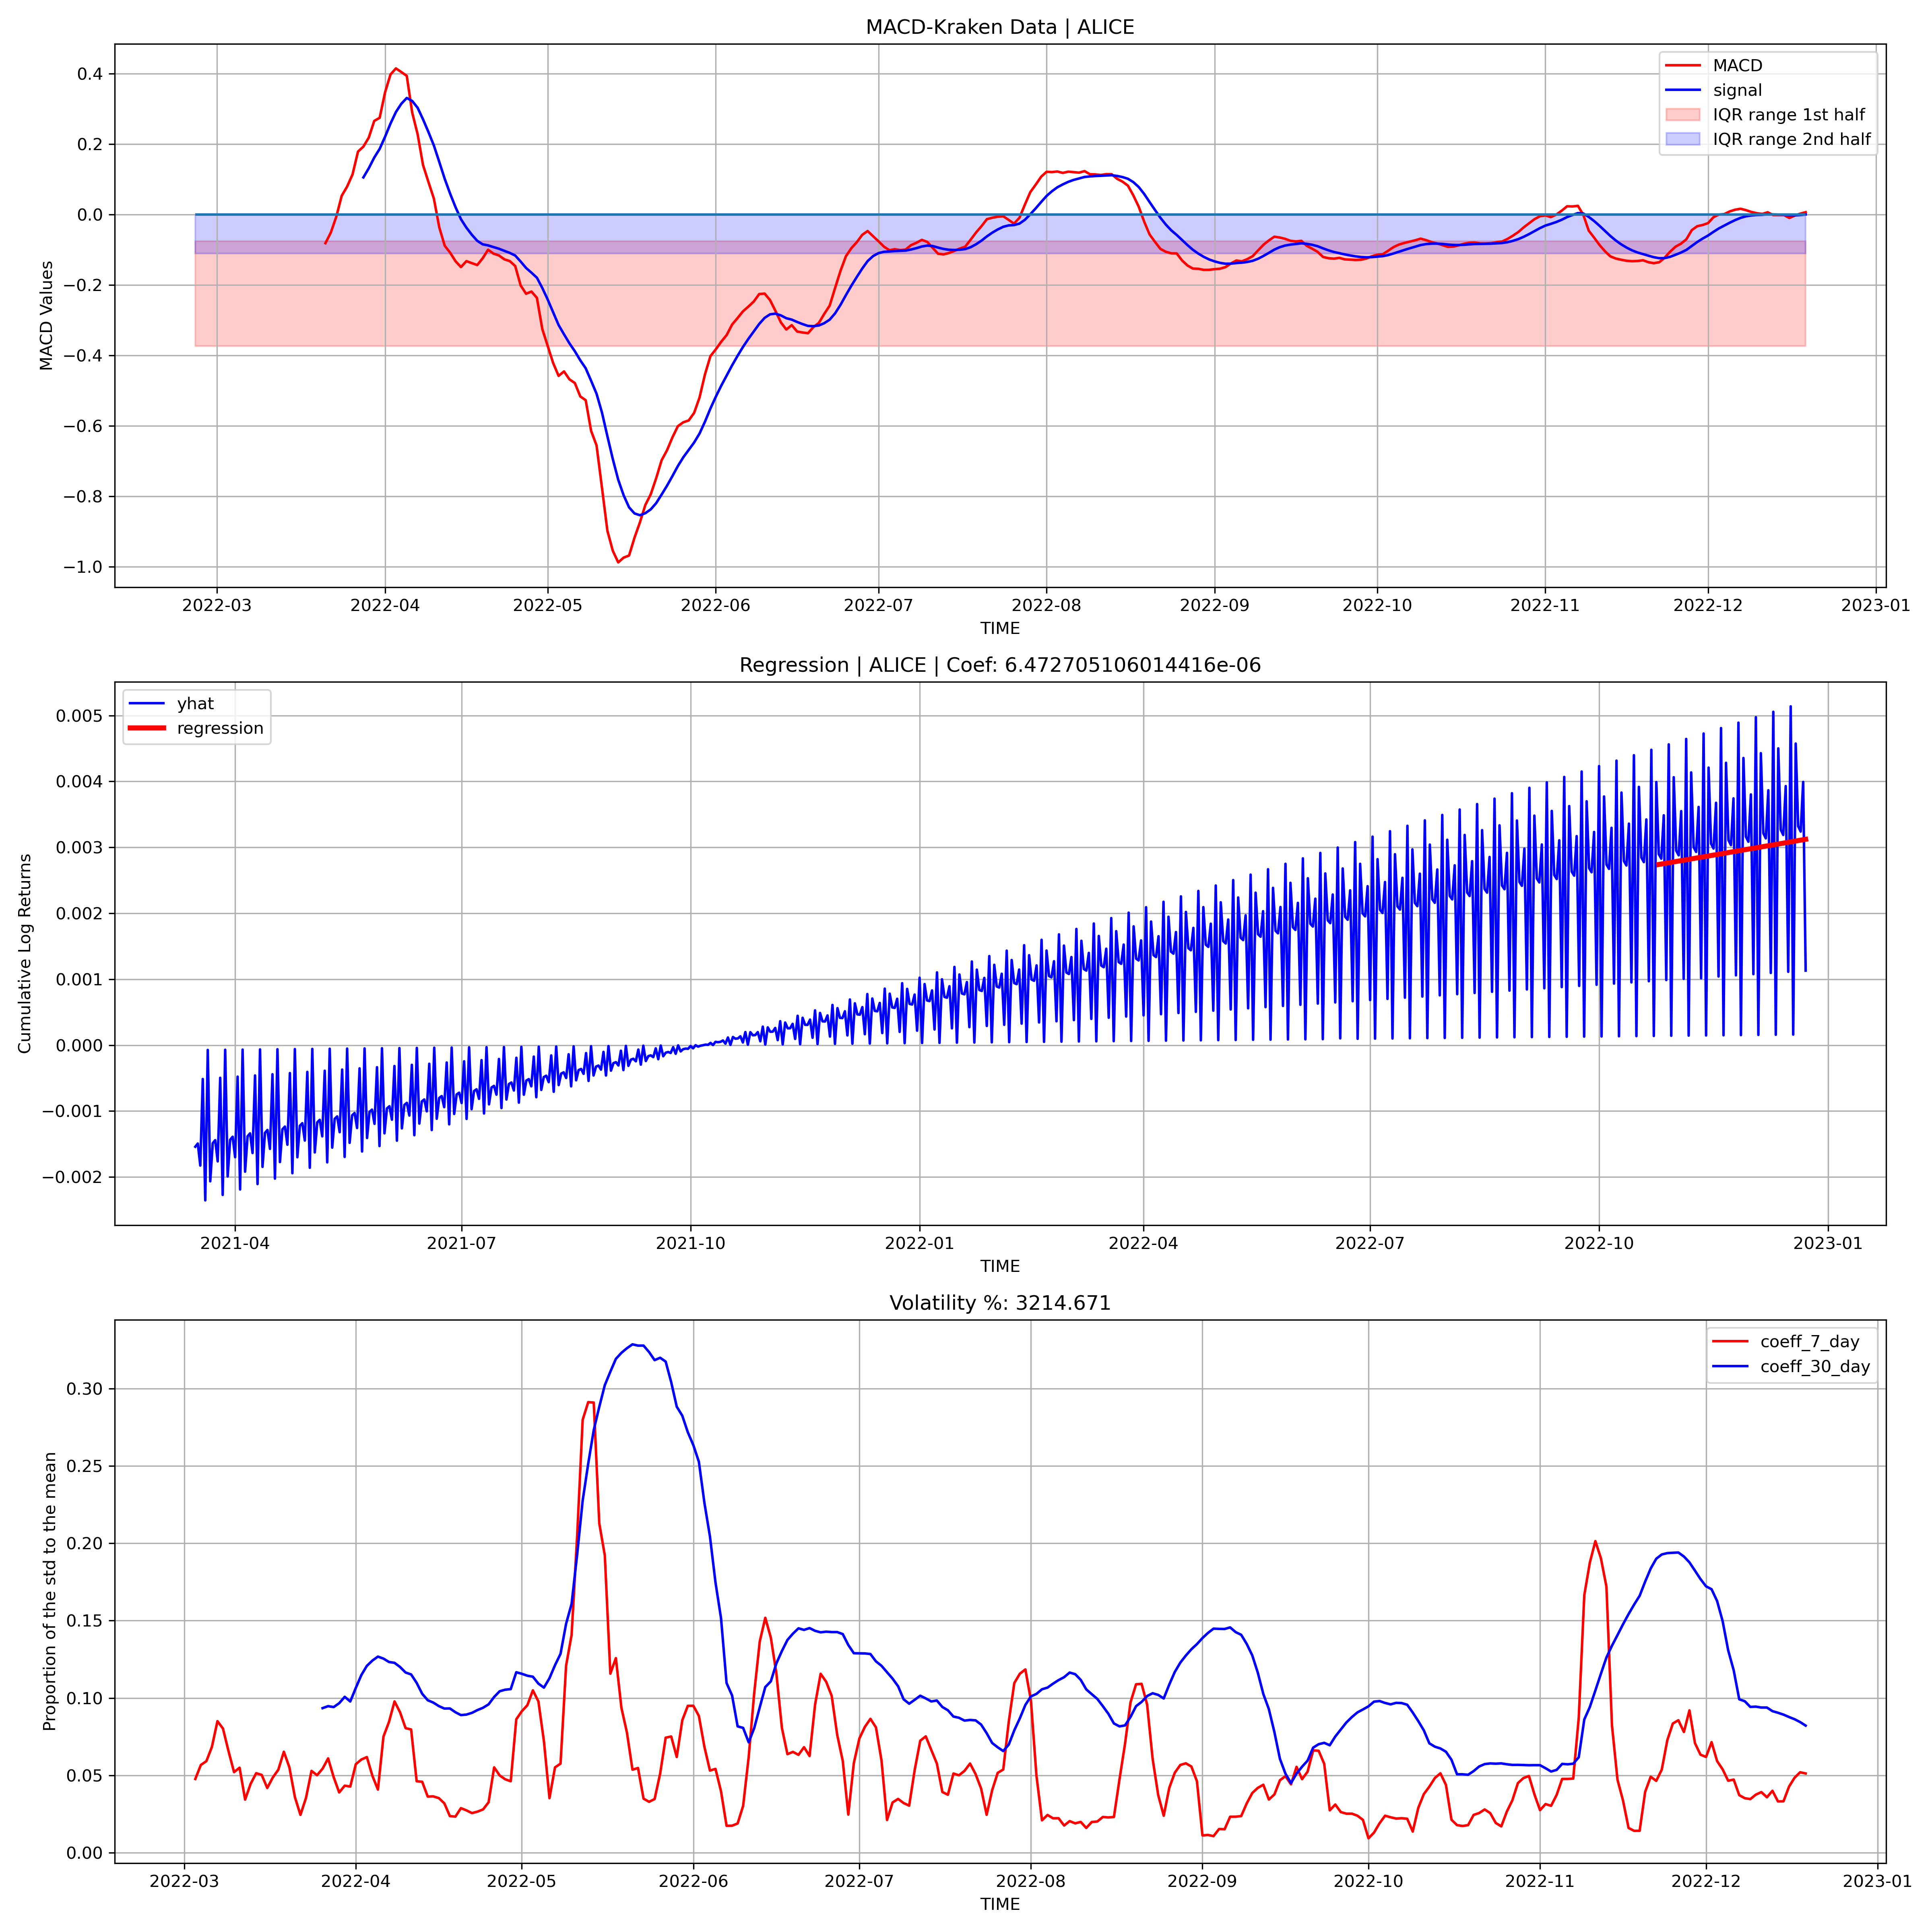 MACD-Kraken Data | ALICE
MACD Values
0.4
0.2
0.0
−0.2
−0.4
−0.6
−0.8
−1.0
MACD
signal
IQR range 1st half
IQR range 2nd half
2022-03 2022-04 2022-05 2022-06 2022-07 2022-08 2022-09 2022-10 2022-11 2022-12 2023-01
TIME
Regression | ALICE | Coef: 6.472705106014416e-06
Cumulative Log Returns
0.005
0.004
0.003
0.002
0.001
0.000
−0.001
−0.002
yhat
regression
2021-04 2021-07 2021-10 2022-01 2022-04 2022-07 2022-10 2023-01
TIME
Volatility %: 3214.671
Proportion of the std to the mean
0.30
0.25
0.20
0.15
0.10
0.05
0.00
coeff_7_day
coeff_30_day
2022-03 2022-04 2022-05 2022-06 2022-07 2022-08 2022-09 2022-10 2022-11 2022-12 2023-01
TIME